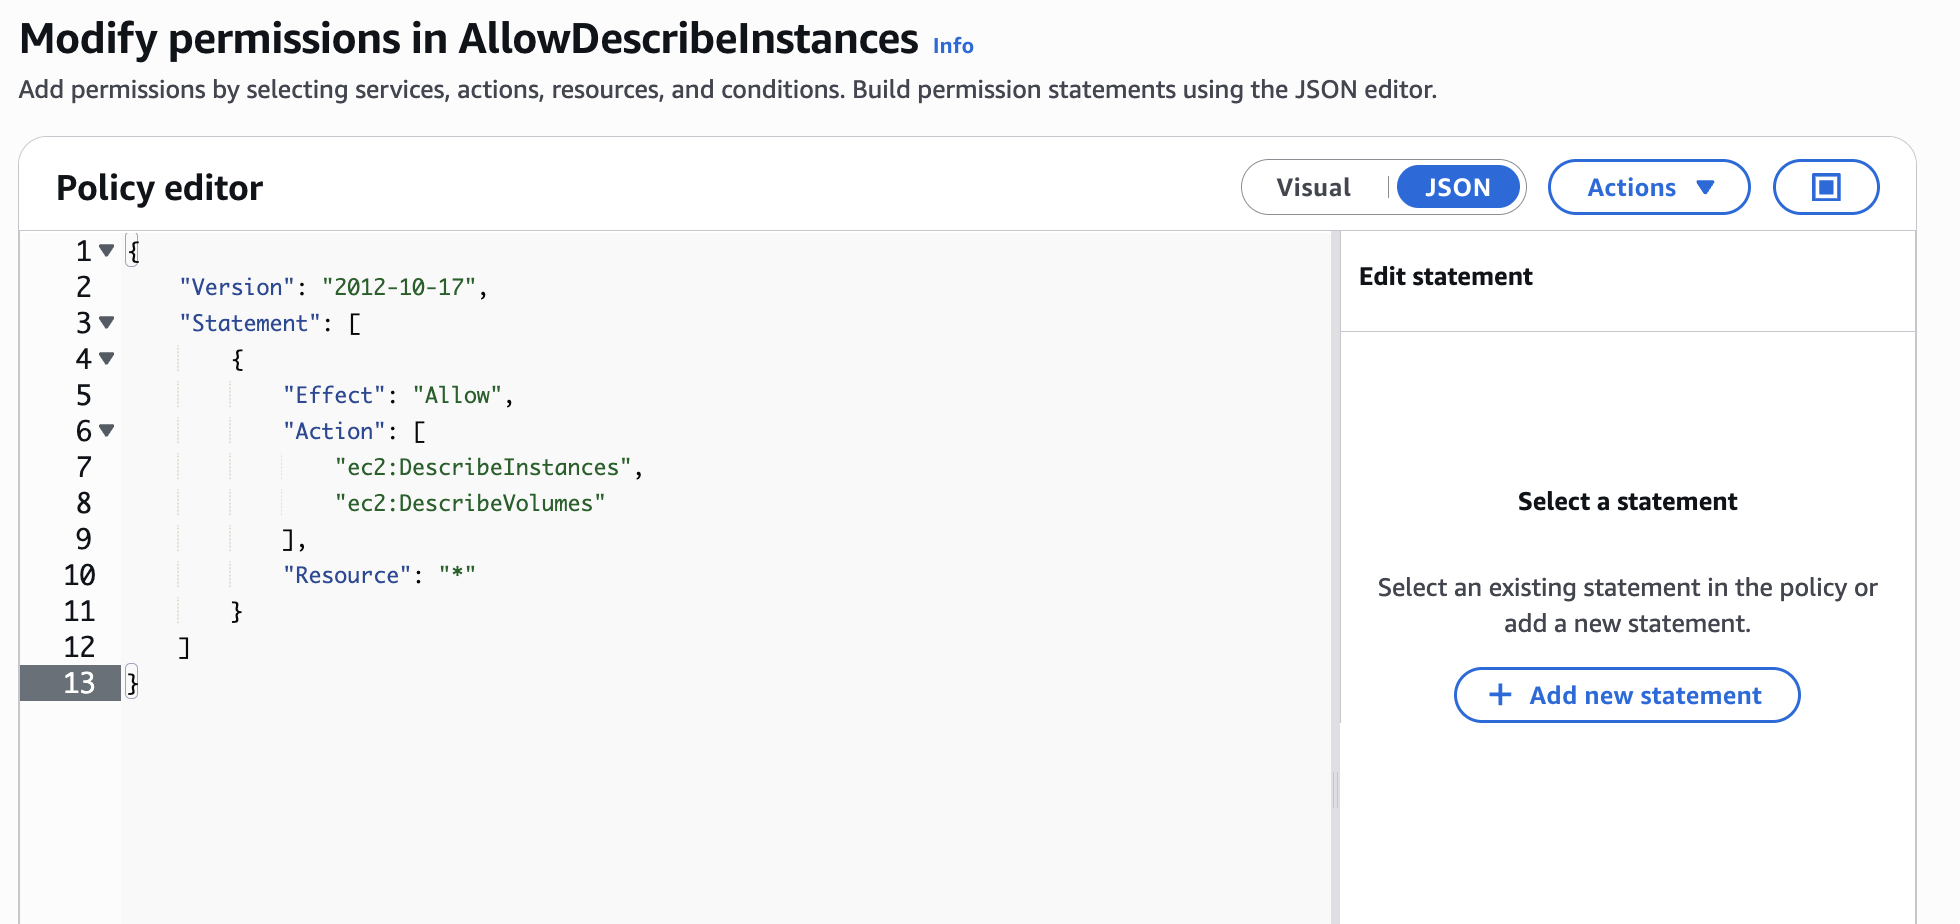 Modify permissions in AllowDescribeInstances Info
Add permissions by selecting services, actions, resources, and conditions. Build permission statements using the JSON editor.
Policy editor
Visual
JSON
Actions
1 {
2     "Version": "2012-10-17",
3     "Statement": [
4         {
5             "Effect": "Allow",
6             "Action": [
7                 "ec2:DescribeInstances",
8                 "ec2:DescribeVolumes"
9             ],
10             "Resource": "*"
11         }
12     ]
13 }
Edit statement
Select a statement
Select an existing statement in the policy or
add a new statement.
+ Add new statement